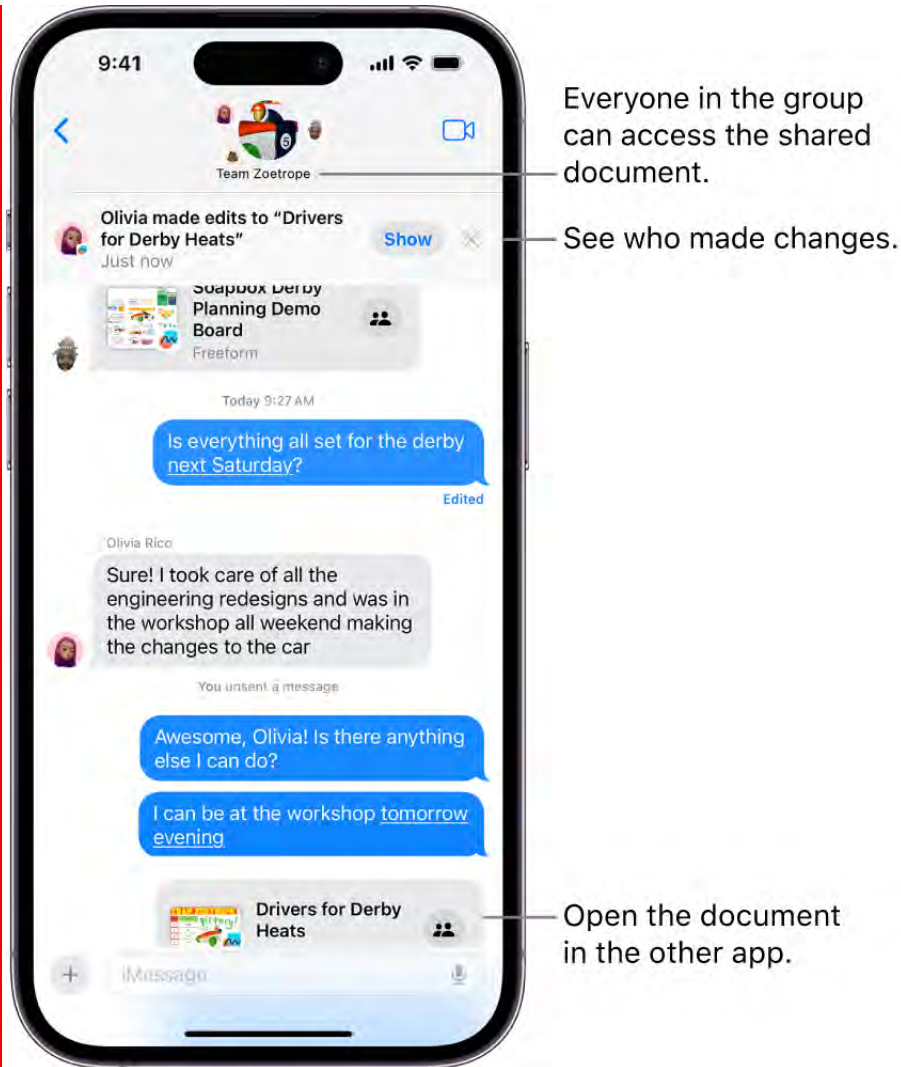 9:41
Team Zoetrope
Everyone in the group
can access the shared
document.
Olivia made edits to “Drivers
for Derby Heats”
Just now
Show
See who made changes.
Soapbox Derby
Planning Demo
Board
Freeform
Today 9:27 AM
Is everything all set for the derby
next Saturday?
Edited
Olivia Rico
Sure! I took care of all the
engineering redesigns and was in
the workshop all weekend making
the changes to the car
You unsent a message
Awesome, Olivia! Is there anything
else I can do?
I can be at the workshop tomorrow
evening
Drivers for Derby
Heats
Open the document
in the other app.
iMessage